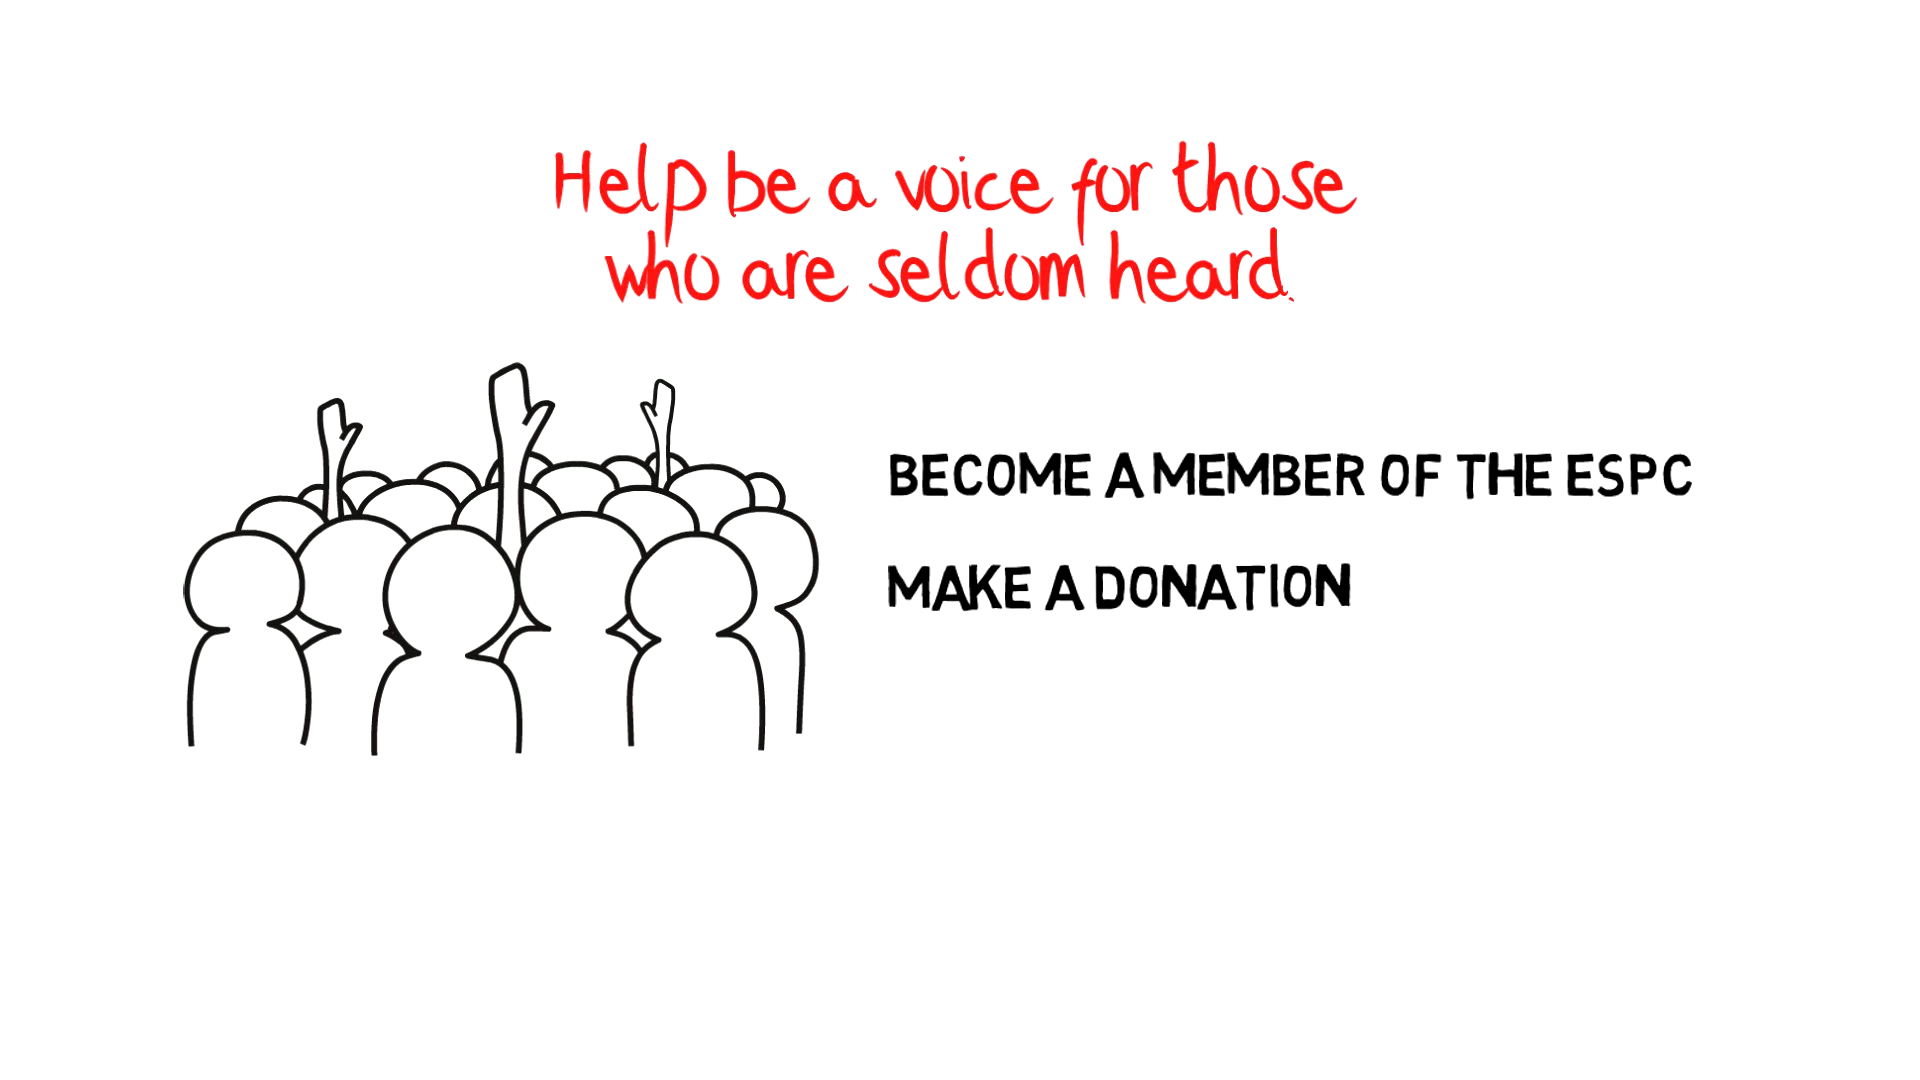 Help be a voice for those
who are seldom heard.
BECOME A MEMBER OF THE ESPC
MAKE A DONATION